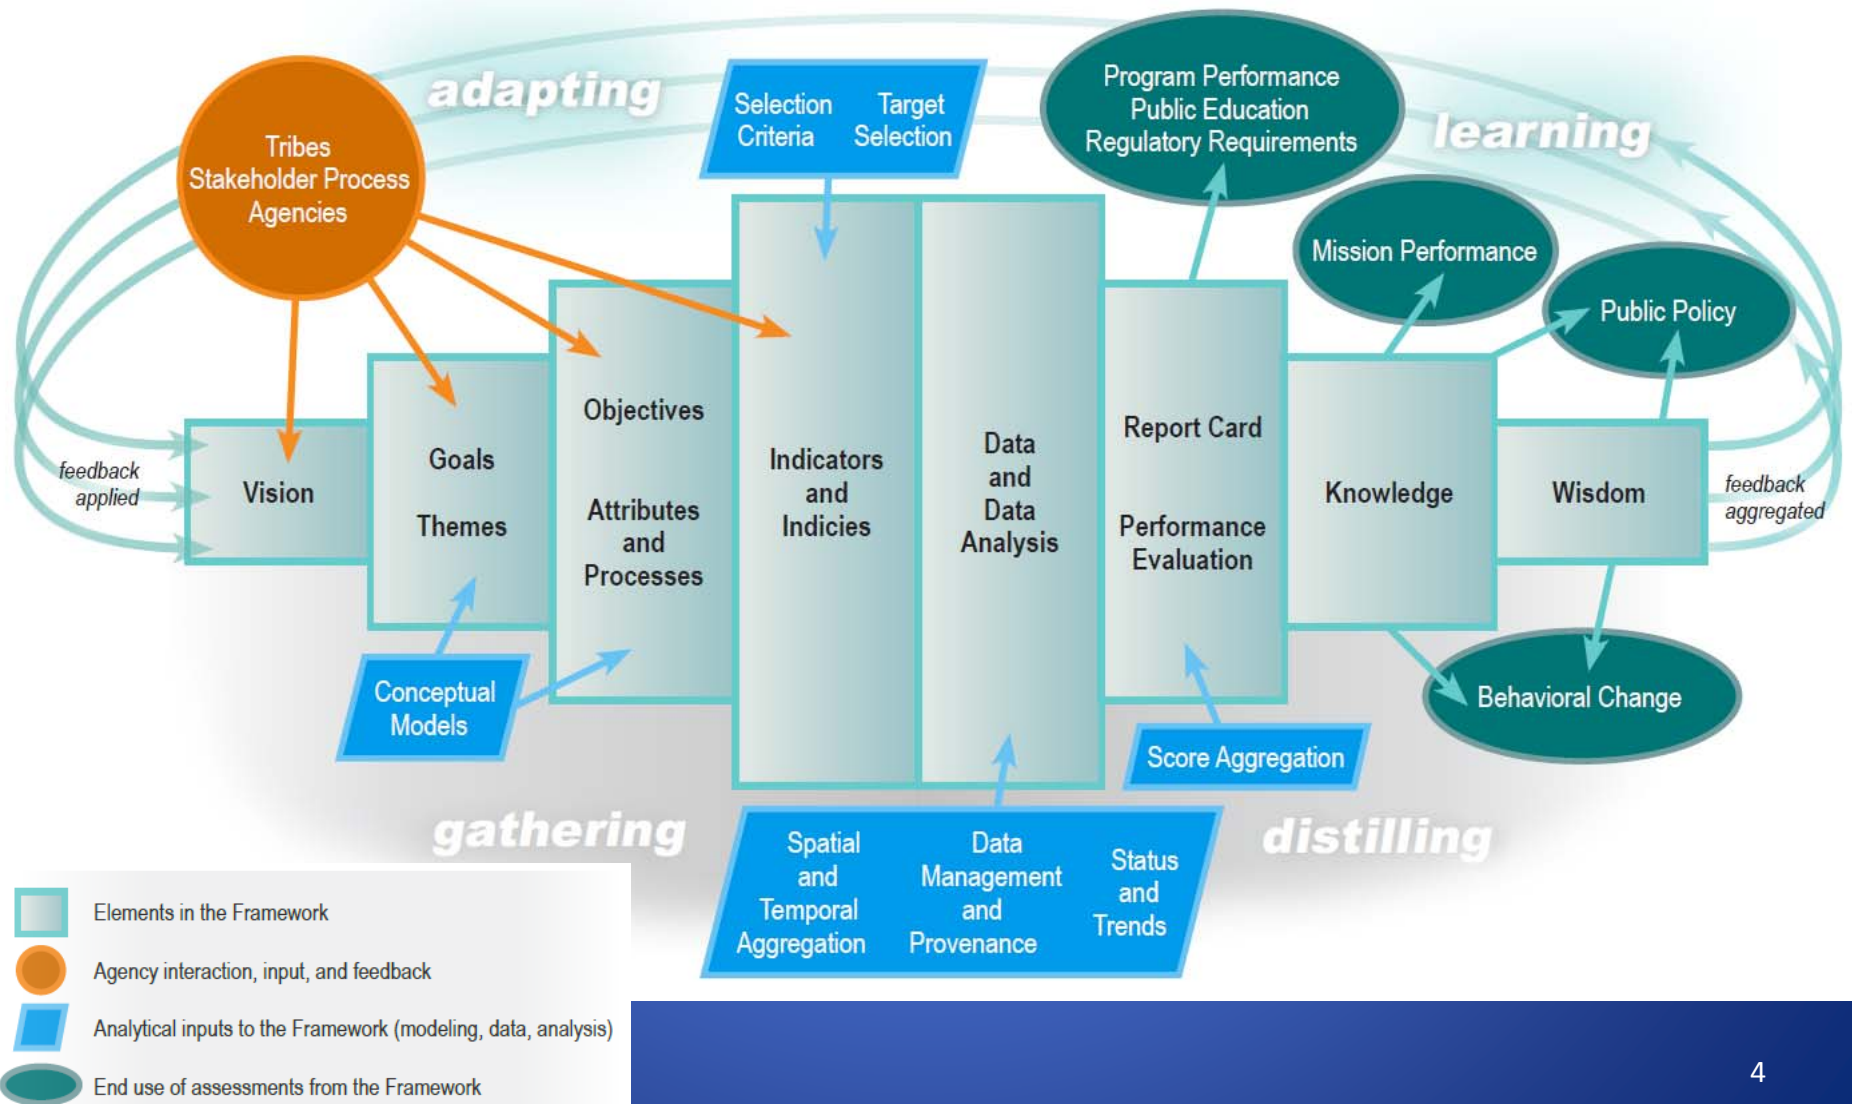 adapting
learning
Tribes
Stakeholder Process
Agencies
Selection
Criteria
Target
Selection
Program Performance
Public Education
Regulatory Requirements
Mission Performance
Public Policy
feedback
applied
Vision
Goals
Themes
Objectives
Attributes
and
Processes
Indicators
and
Indicies
Data
and
Data
Analysis
Report Card
Performance
Evaluation
Knowledge
Wisdom
feedback
aggregated
Conceptual
Models
Score Aggregation
Behavioral Change
gathering
distilling
Spatial
and
Temporal
Aggregation
Data
Management
and
Provenance
Status
and
Trends
Elements in the Framework
Agency interaction, input, and feedback
Analytical inputs to the Framework (modeling, data, analysis)
End use of assessments from the Framework
4